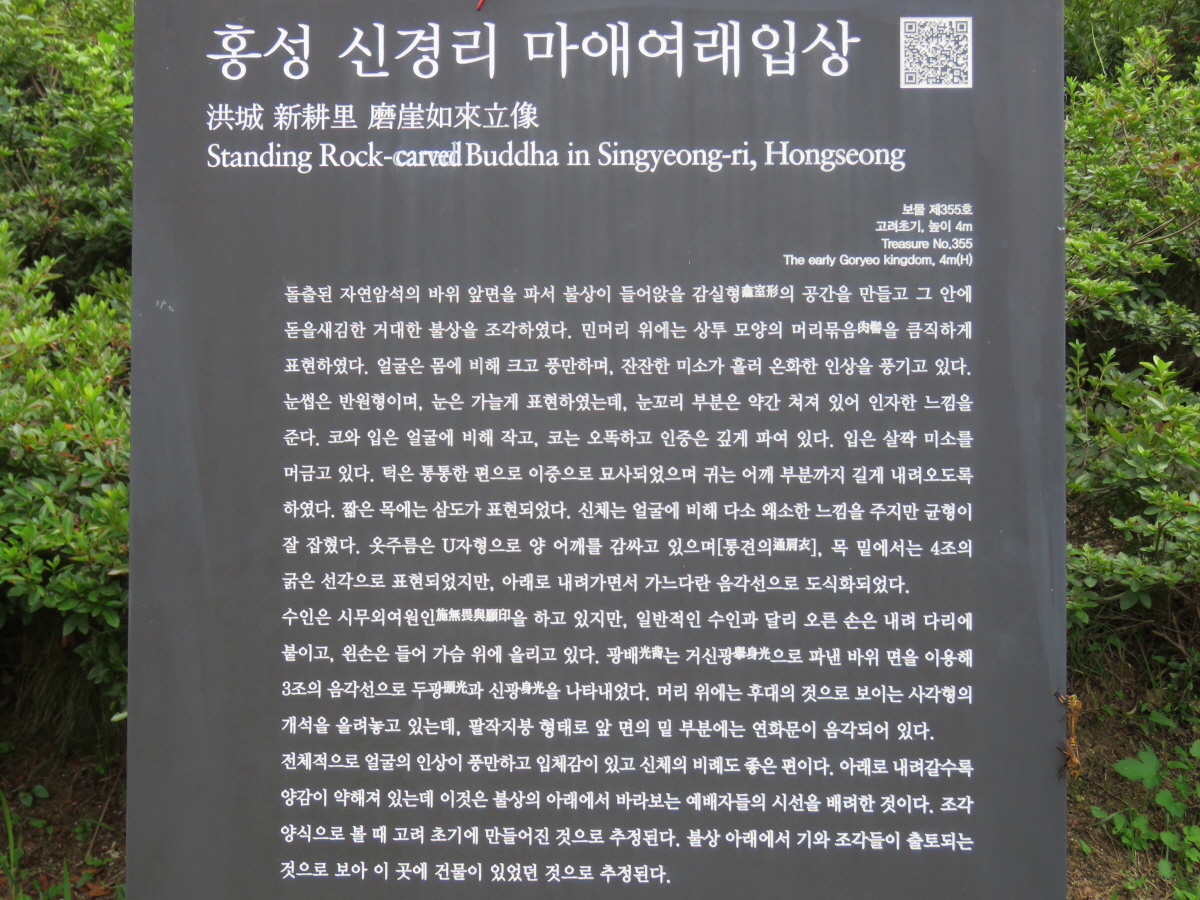 홍성 신경리 마애여래입상
洪城 新耕里 磨崖如來立像
Standing Rock-carved Buddha in Singyeong-ri, Hongseong
보물 제355호
고려초기, 높이 4m
Treasure No.355
The early Goryeo kingdom, 4m(H)
돌출된 자연암석의 바위 앞면을 파서 불상이 들어앉을 감실형龕室形의 공간을 만들고 그 안에
돋을새김한 거대한 불상을 조각하였다. 민머리 위에는 상투 모양의 머리묶음肉髻을 큼직하게
표현하였다. 얼굴은 몸에 비해 크고 풍만하며, 잔잔한 미소가 흘러 온화한 인상을 풍기고 있다.
눈썹은 반원형이며, 눈은 가늘게 표현하였는데, 눈꼬리 부분은 약간 쳐져 있어 인자한 느낌을
준다. 코와 입은 얼굴에 비해 작고, 코는 오똑하고 인중은 깊게 파여 있다. 입은 살짝 미소를
머금고 있다. 턱은 통통한 편으로 이중으로 묘사되었으며 귀는 어깨 부분까지 길게 내려오도록
하였다. 짧은 목에는 삼도가 표현되었다. 신체는 얼굴에 비해 다소 왜소한 느낌을 주지만 균형이
잘 잡혔다. 옷주름은 U자형으로 양 어깨를 감싸고 있으며[통견의通肩衣], 목 밑에서는 4조의
굵은 선각으로 표현되었지만, 아래로 내려가면서 가느다란 음각선으로 도식화되었다.
수인은 시무외여원인施無畏與願印을 하고 있지만, 일반적인 수인과 달리 오른 손은 내려 다리에
붙이고, 왼손은 들어 가슴 위에 올리고 있다. 광배光背는 거신광擧身光으로 파낸 바위 면을 이용해
3조의 음각선으로 두광頭光과 신광身光을 나타내었다. 머리 위에는 후대의 것으로 보이는 사각형의
개석을 올려놓고 있는데, 팔작지붕 형태로 앞 면의 밑 부분에는 연화문이 음각되어 있다.
전체적으로 얼굴의 인상이 풍만하고 입체감이 있고 신체의 비례도 좋은 편이다. 아래로 내려갈수록
양감이 약해져 있는데 이것은 불상의 아래에서 바라보는 예배자들의 시선을 배려한 것이다. 조각
양식으로 볼 때 고려 초기에 만들어진 것으로 추정된다. 불상 아래에서 기와 조각들이 출토되는
것으로 보아 이 곳에 건물이 있었던 것으로 추정된다.